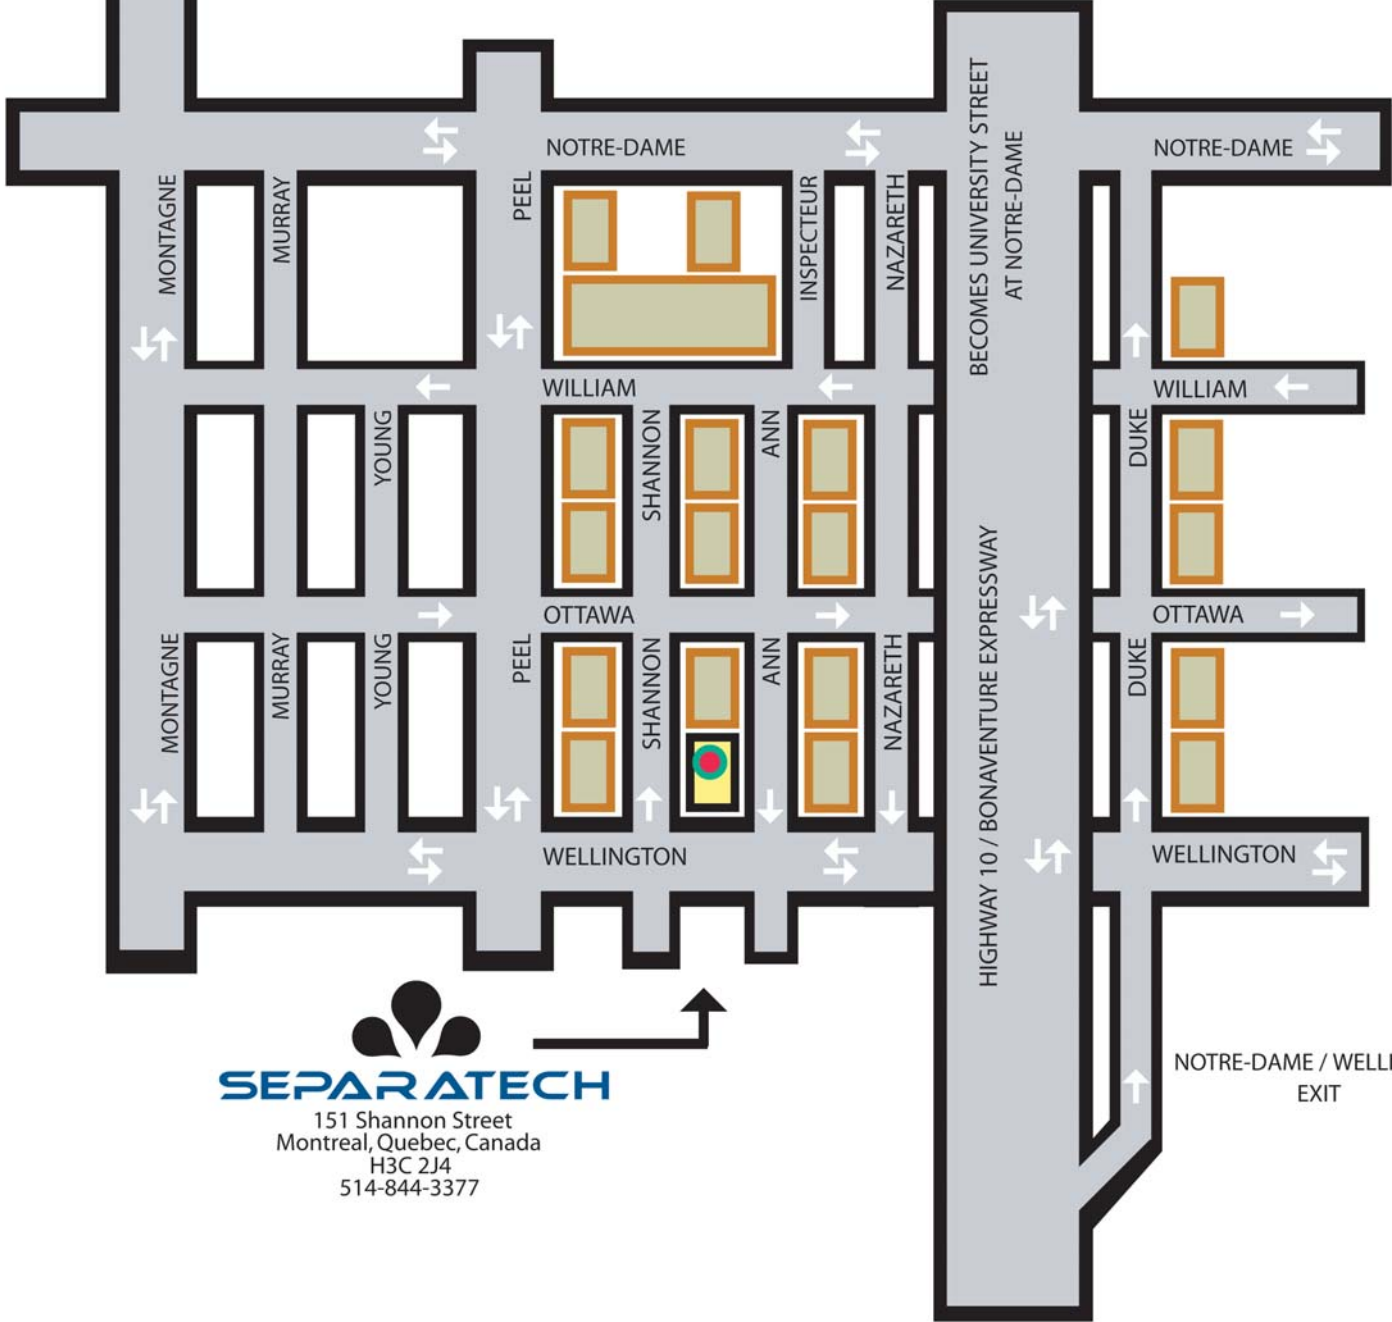 NOTRE-DAME
NOTRE-DAME
MONTAGNE
MURRAY
PEEL
INSPECTEUR
NAZARETH
BECOMES UNIVERSITY STREET
AT NOTRE-DAME
WILLIAM
WILLIAM
YOUNG
SHANNON
ANN
DUKE
HIGHWAY 10 / BONAVENTURE EXPRESSWAY
OTTAWA
OTTAWA
MONTAGNE
MURRAY
YOUNG
PEEL
SHANNON
ANN
NAZARETH
DUKE
WELLINGTON
WELLINGTON
SEPARATECH
151 Shannon Street
Montreal, Quebec, Canada
H3C 2J4
514-844-3377
NOTRE-DAME / WELLI
EXIT